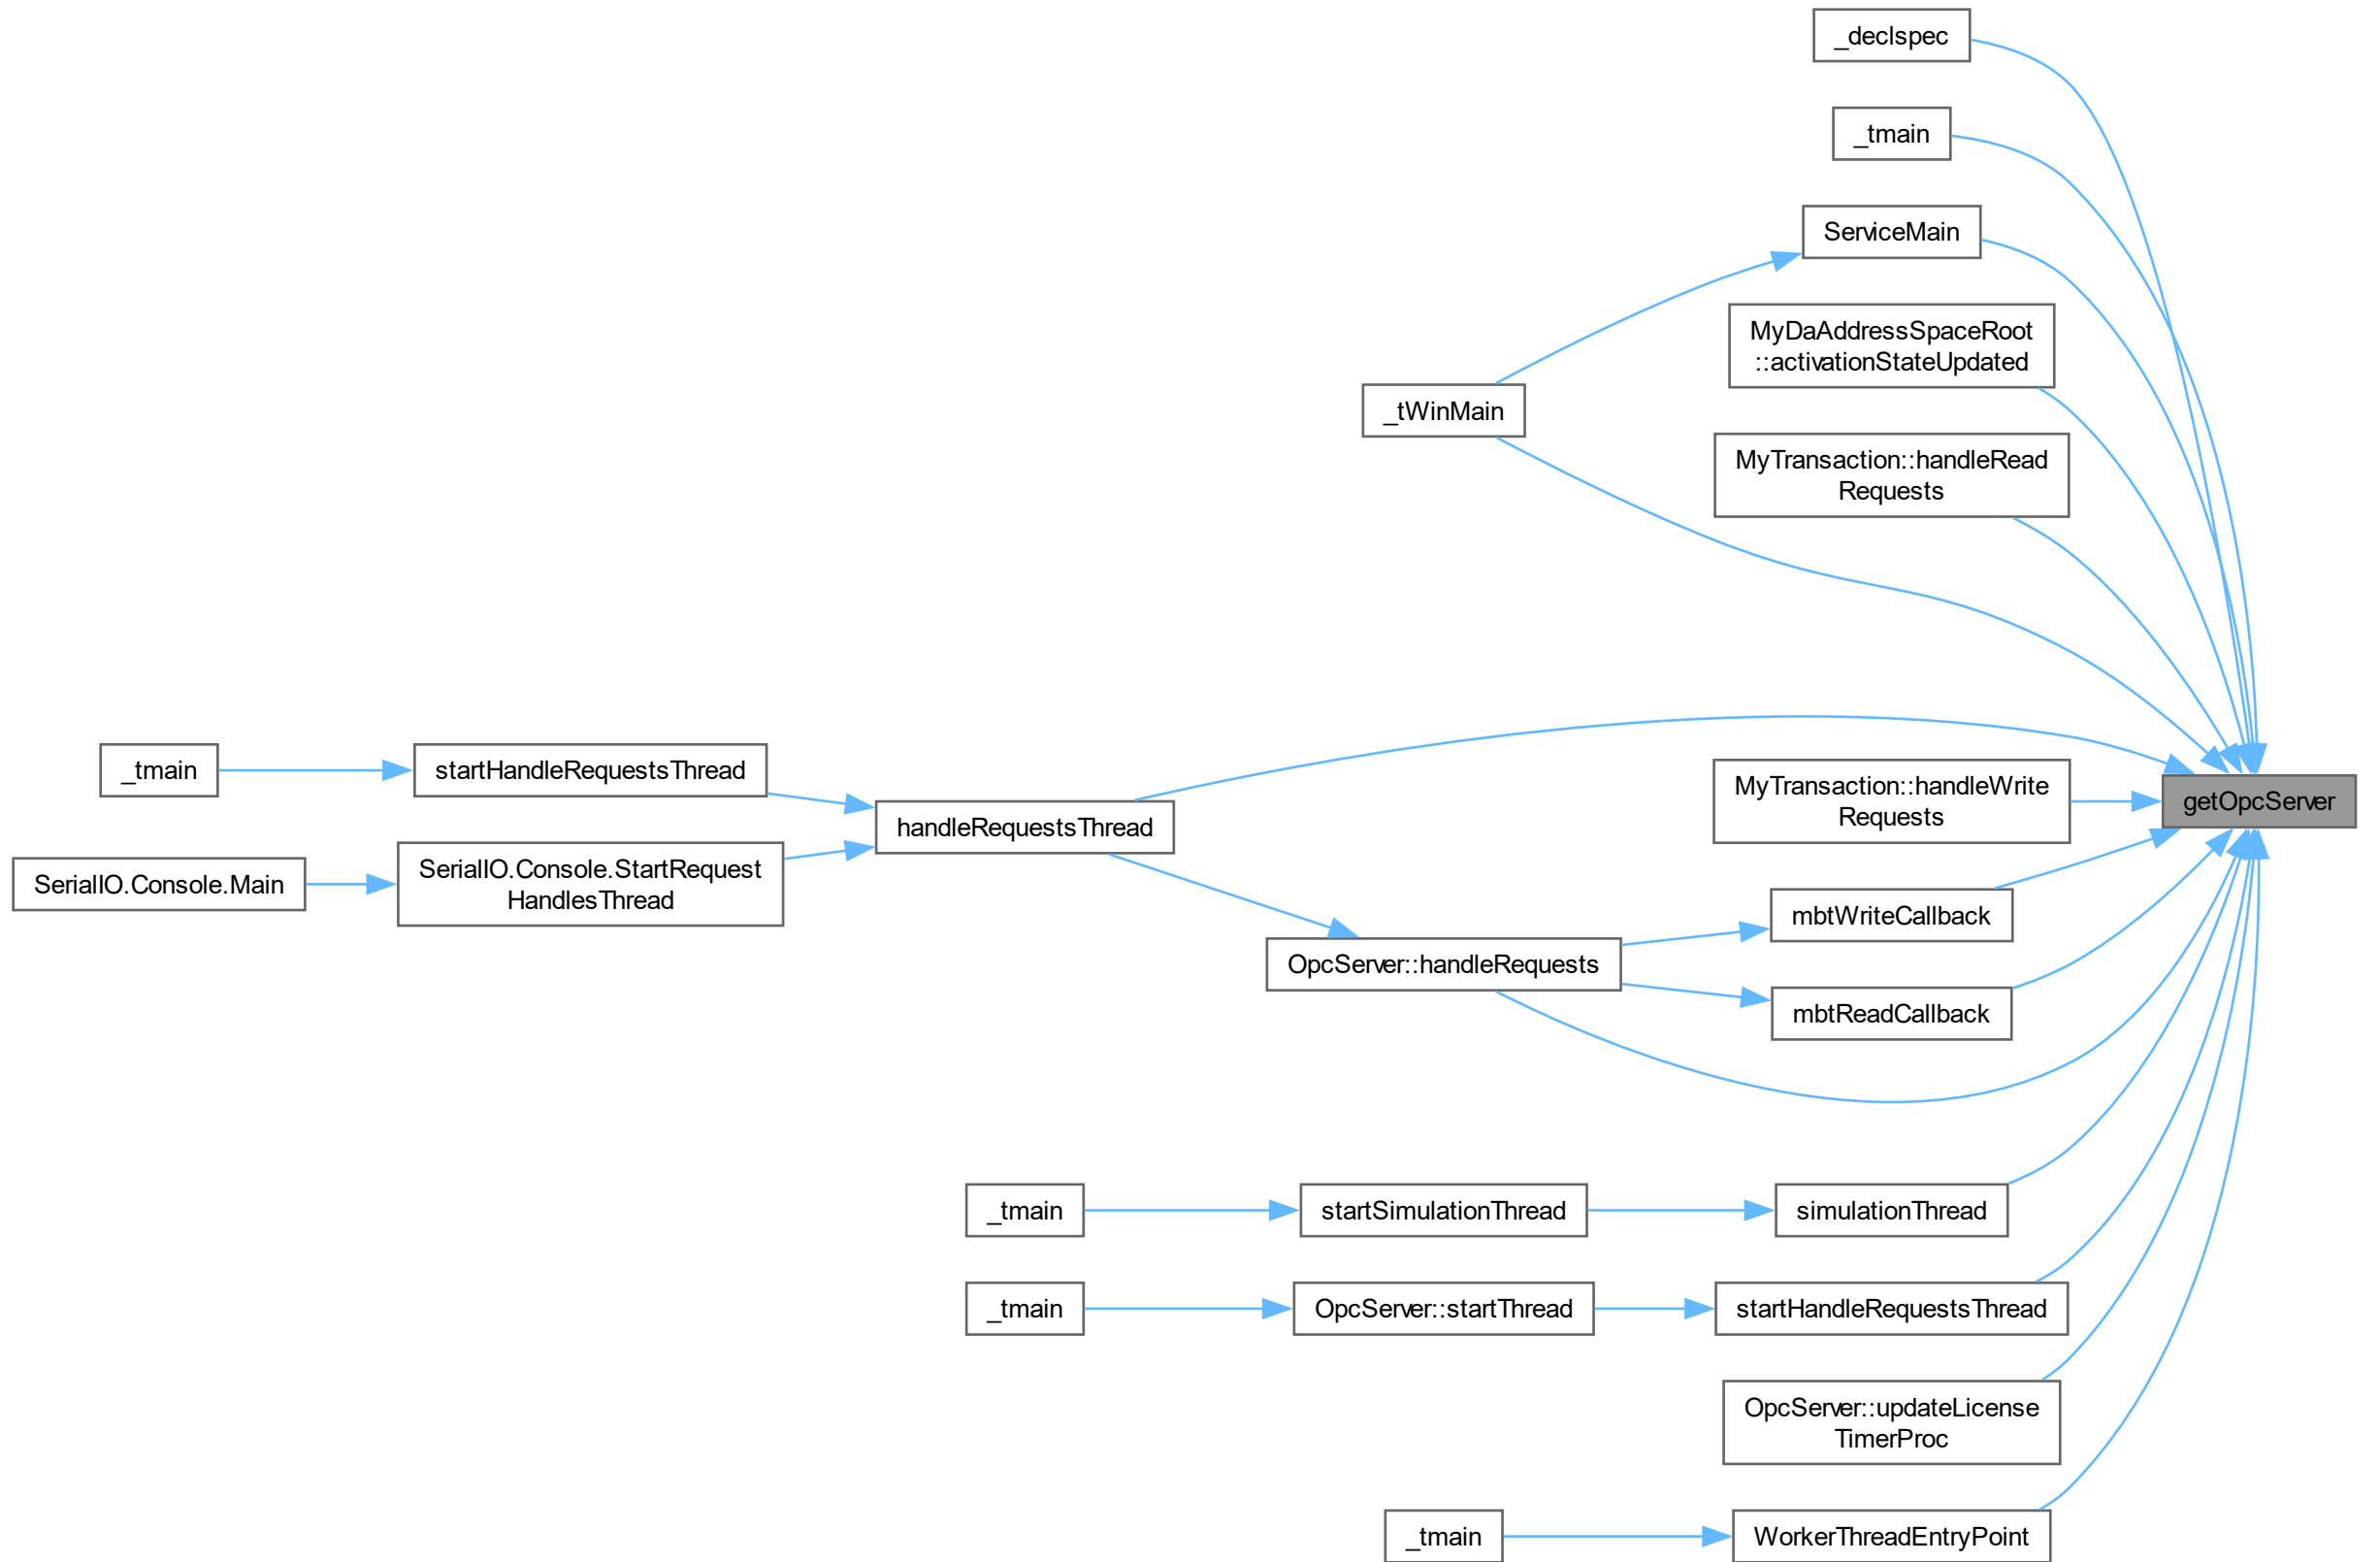 _declspec
_tmain
ServiceMain
MyDaAddressSpaceRoot
::activationStateUpdated
_tWinMain
MyTransaction::handleRead
Requests
_tmain
startHandleRequestsThread
MyTransaction::handleWrite
Requests
getOpcServer
handleRequestsThread
SerialIO.Console.Main
SerialIO.Console.StartRequest
HandlesThread
mbtWriteCallback
OpcServer::handleRequests
mbtReadCallback
_tmain
startSimulationThread
simulationThread
_tmain
OpcServer::startThread
startHandleRequestsThread
OpcServer::updateLicense
TimerProc
_tmain
WorkerThreadEntryPoint